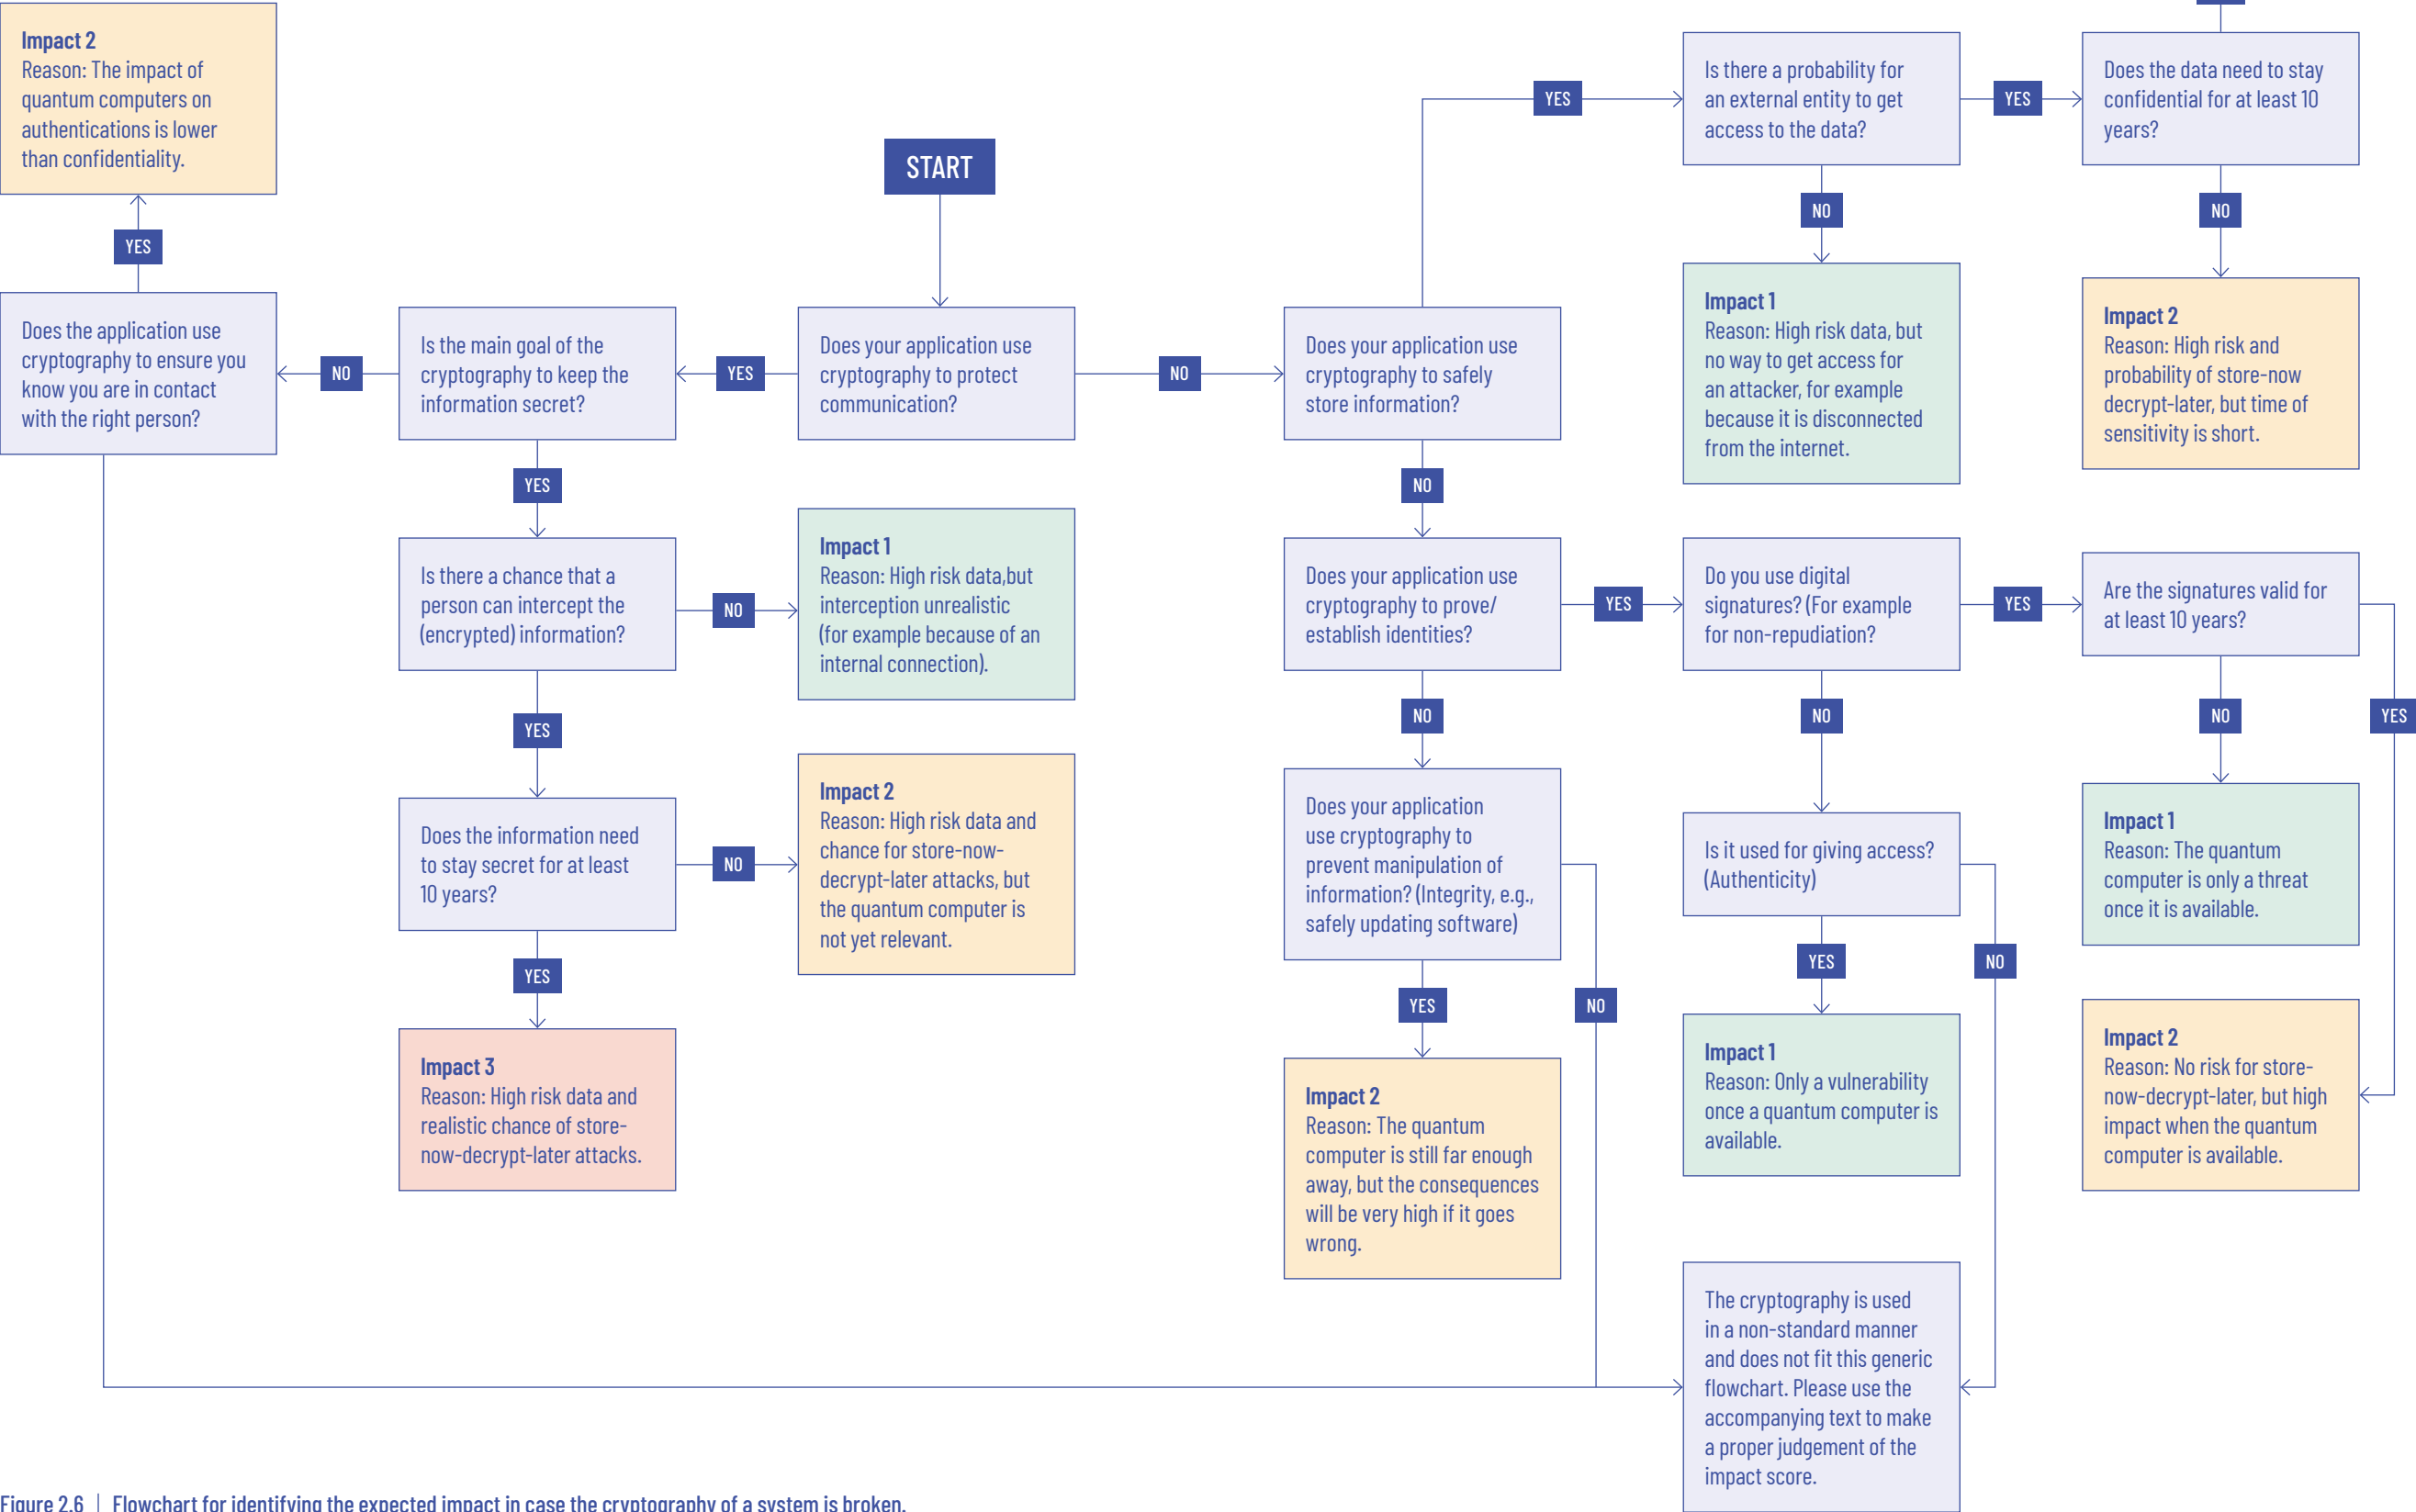 Impact 2
Reason: The impact of
quantum computers on
authentications is lower
than confidentiality.
YES
Does the application use
cryptography to ensure you
know you are in contact
with the right person?
NO
Is the main goal of the
cryptography to keep the
information secret?
YES
START
Does your application use
cryptography to protect
communication?
NO
Does your application use
cryptography to safely
store information?
YES
Is there a probability for
an external entity to get
access to the data?
YES
Does the data need to stay
confidential for at least 10
years?
NO
NO
Impact 1
Reason: High risk data, but
no way to get access for
an attacker, for example
because it is disconnected
from the internet.
Impact 2
Reason: High risk and
probability of store-now
decrypt-later, but time of
sensitivity is short.
YES
Is there a chance that a
person can intercept the
(encrypted) information?
NO
Impact 1
Reason: High risk data,but
interception unrealistic
(for example because of an
internal connection).
YES
Does the information need
to stay secret for at least
10 years?
NO
Impact 2
Reason: High risk data and
chance for store-now-
decrypt-later attacks, but
the quantum computer is
not yet relevant.
YES
Impact 3
Reason: High risk data and
realistic chance of store-
now-decrypt-later attacks.
NO
Does your application use
cryptography to prove/
establish identities?
YES
Do you use digital
signatures? (For example
for non-repudiation?
YES
Are the signatures valid for
at least 10 years?
NO
NO
NO
YES
Does your application
use cryptography to
prevent manipulation of
information? (Integrity, e.g.,
safely updating software)
Is it used for giving access?
(Authenticity)
Impact 1
Reason: The quantum
computer is only a threat
once it is available.
YES
NO
YES
NO
Impact 2
Reason: The quantum
computer is still far enough
away, but the consequences
will be very high if it goes
wrong.
Impact 1
Reason: Only a vulnerability
once a quantum computer is
available.
Impact 2
Reason: No risk for store-
now-decrypt-later, but high
impact when the quantum
computer is available.
The cryptography is used
in a non-standard manner
and does not fit this generic
flowchart. Please use the
accompanying text to make
a proper judgement of the
impact score.
Figure 2.6 | Flowchart for identifying the expected impact in case the cryptography of a system is broken.